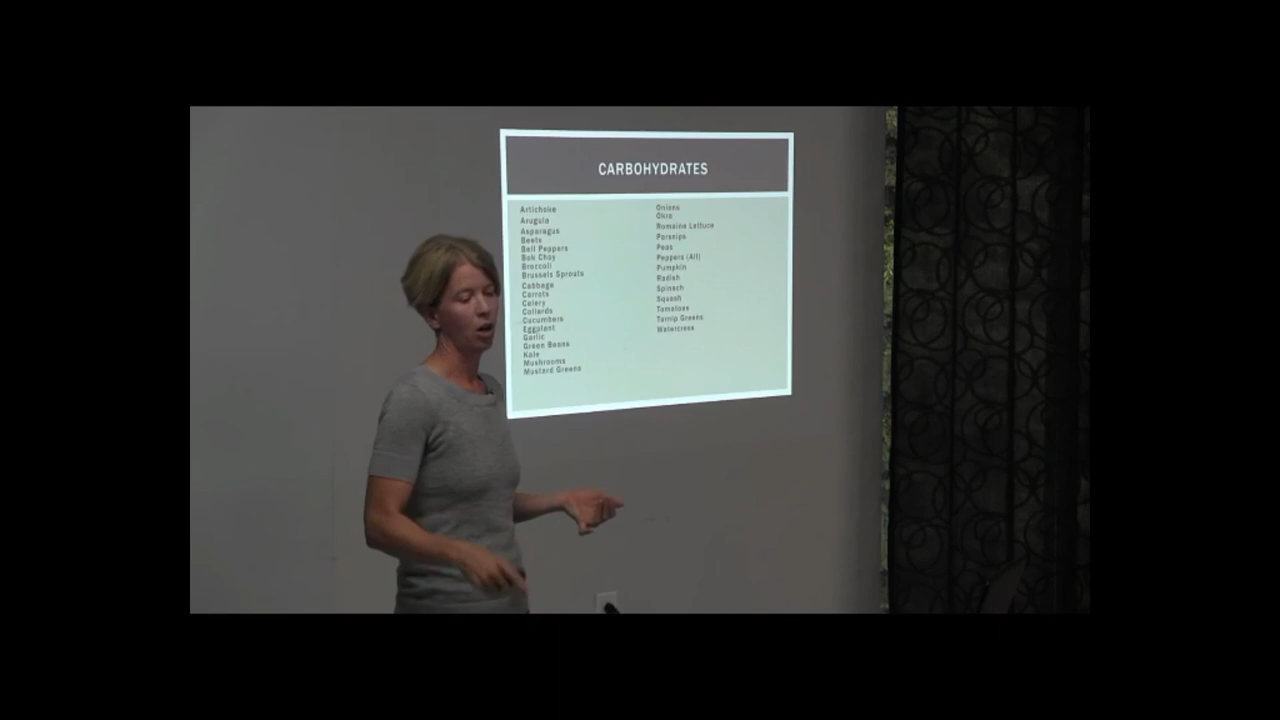 CARBOHYDRATES
Artichoke
Arugula
Asparagus
Beets
Bell Peppers
Bok Choy
Broccoli
Brussels Sprouts
Cabbage
Carrots
Celery
Collards
Cucumbers
Eggplant
Garlic
Green Beans
Kale
Mushrooms
Mustard Greens
Onions
Okra
Romaine Lettuce
Parsnips
Peas
Peppers (All)
Pumpkin
Radish
Spinach
Squash
Tomatoes
Turnip Greens
Watercress